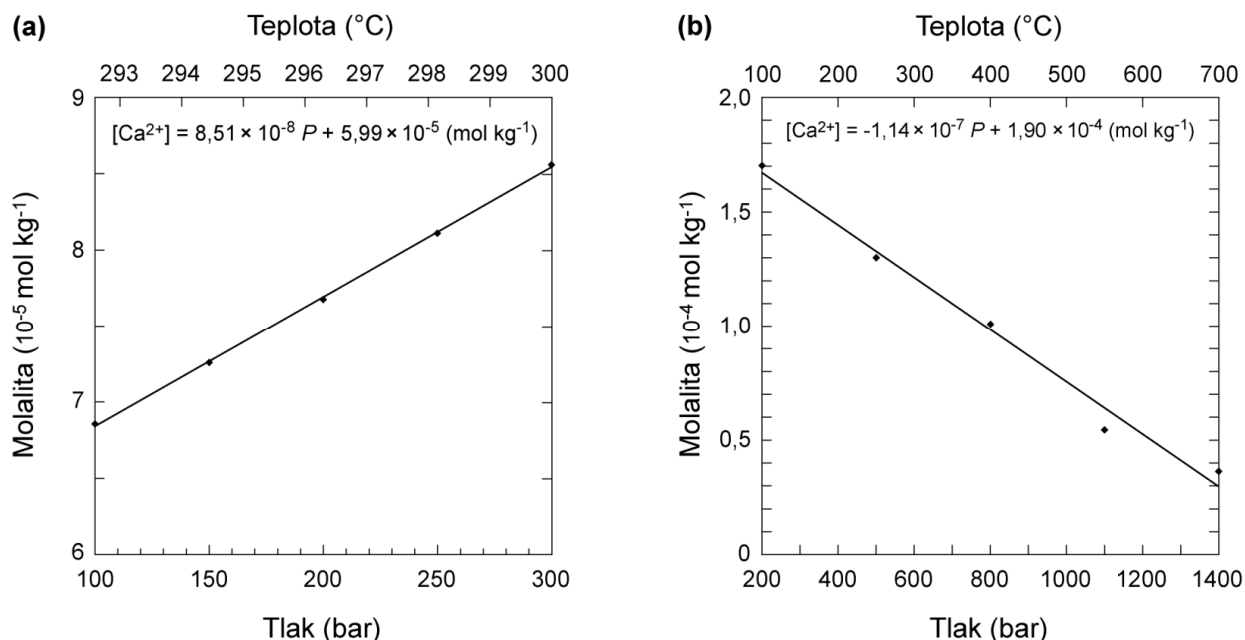 (a)
Teplota (°C)
293 294 295 296 297 298 299 300
9
8
7
6
[Ca²⁺] = 8,51 × 10⁻⁸ P + 5,99 × 10⁻⁵ (mol kg⁻¹)
Molalita (10⁻⁵ mol kg⁻¹)
100 150 200 250 300
Tlak (bar)
(b)
Teplota (°C)
100 200 300 400 500 600 700
2,0
1,5
1,0
0,5
0
[Ca²⁺] = -1,14 × 10⁻⁷ P + 1,90 × 10⁻⁴ (mol kg⁻¹)
Molalita (10⁻⁴ mol kg⁻¹)
200 400 600 800 1000 1200 1400
Tlak (bar)